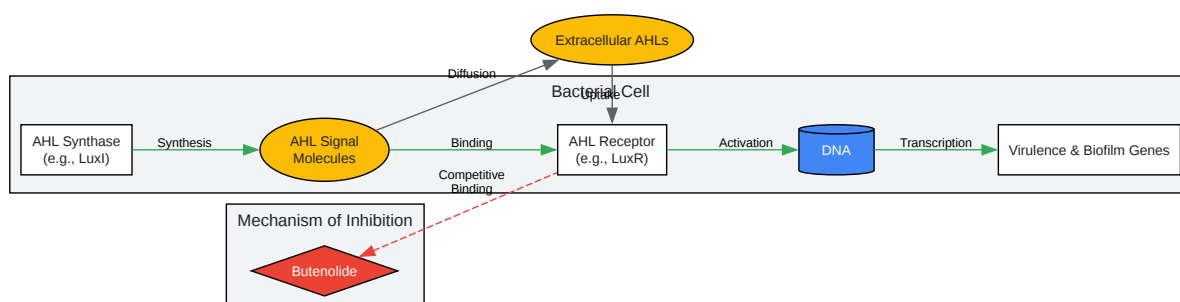 Extracellular AHLs
Diffusion
Uptake
Bacterial Cell
AHL Synthase
(e.g., LuxI)
Synthesis
AHL Signal
Molecules
Binding
AHL Receptor
(e.g., LuxR)
Activation
DNA
Transcription
Virulence & Biofilm Genes
Competitive
Binding
Mechanism of Inhibition
Butenolide